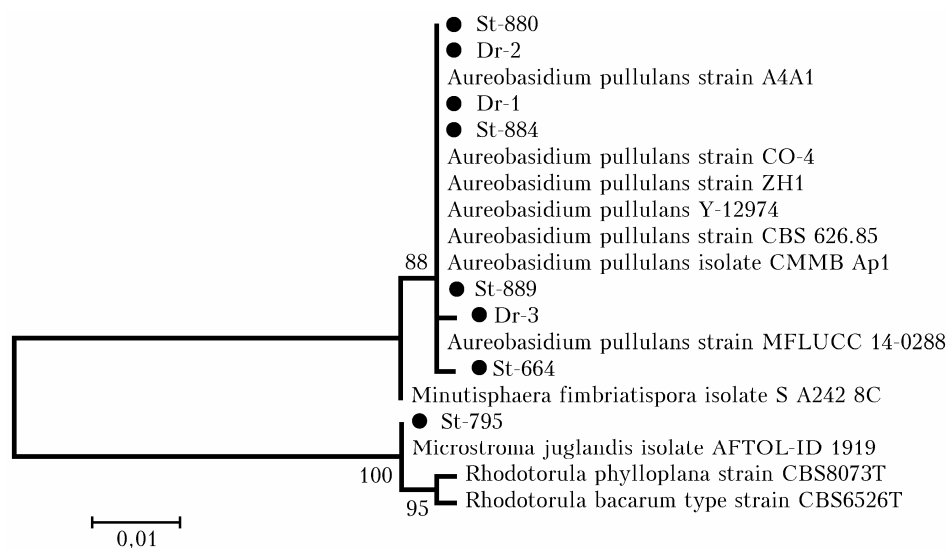 St-880
Dr-2
Aureobasidium pullulans strain A4A1
Dr-1
St-884
Aureobasidium pullulans strain CO-4
Aureobasidium pullulans strain ZH1
Aureobasidium pullulans Y-12974
Aureobasidium pullulans strain CBS 626.85
88
Aureobasidium pullulans isolate CMMB Ap1
St-889
Dr-3
Aureobasidium pullulans strain MFLUCC 14-0288
St-664
Minutisphaera fimbriatispora isolate S A242 8C
St-795
Microstroma juglandis isolate AFTOL-ID 1919
100
Rhodotorula phylloplana strain CBS8073T
Rhodotorula bacarum type strain CBS6526T
95
0,01